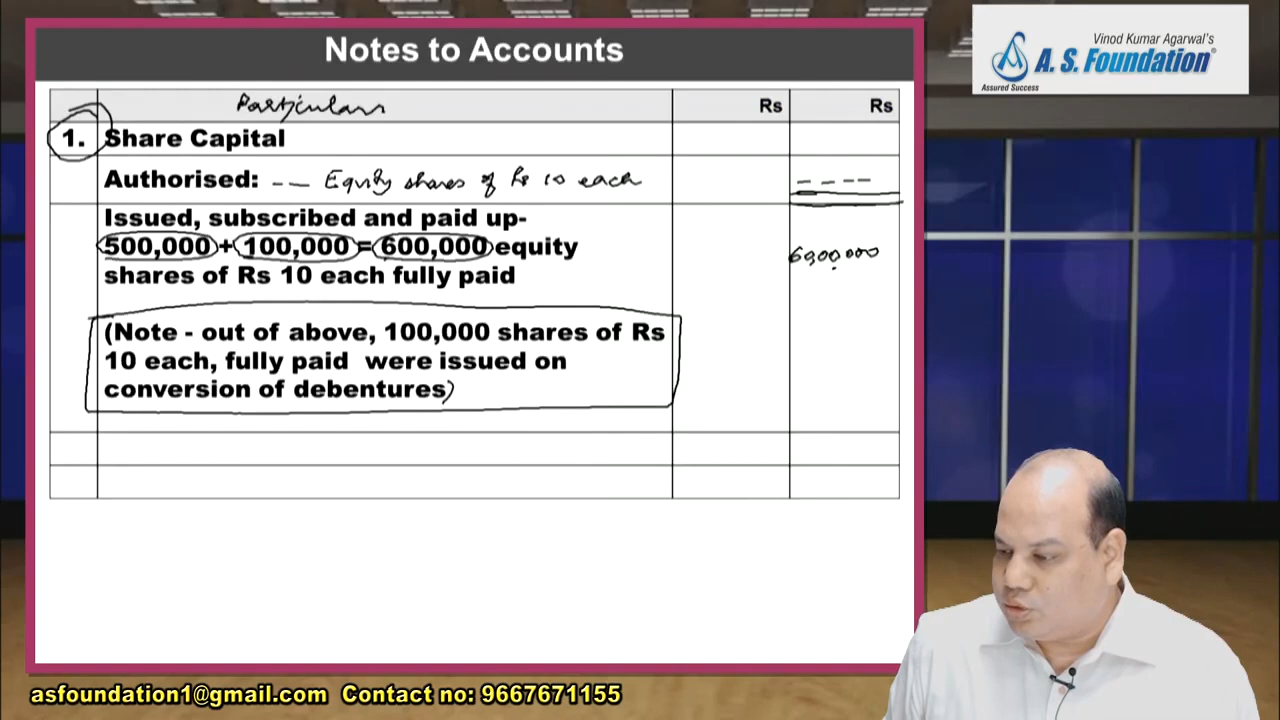 Notes to Accounts
Vinod Kumar Agarwal's
A. S. Foundation®
Assured Success
Particulars Rs Rs
1. Share Capital
Authorised: -- Equity shares of Rs 10 each ----
Issued, subscribed and paid up-
500,000 + 100,000 = 600,000 equity 6000,000
shares of Rs 10 each fully paid
(Note - out of above, 100,000 shares of Rs
10 each, fully paid were issued on
conversion of debentures)
asfoundation1@gmail.com Contact no: 9667671155